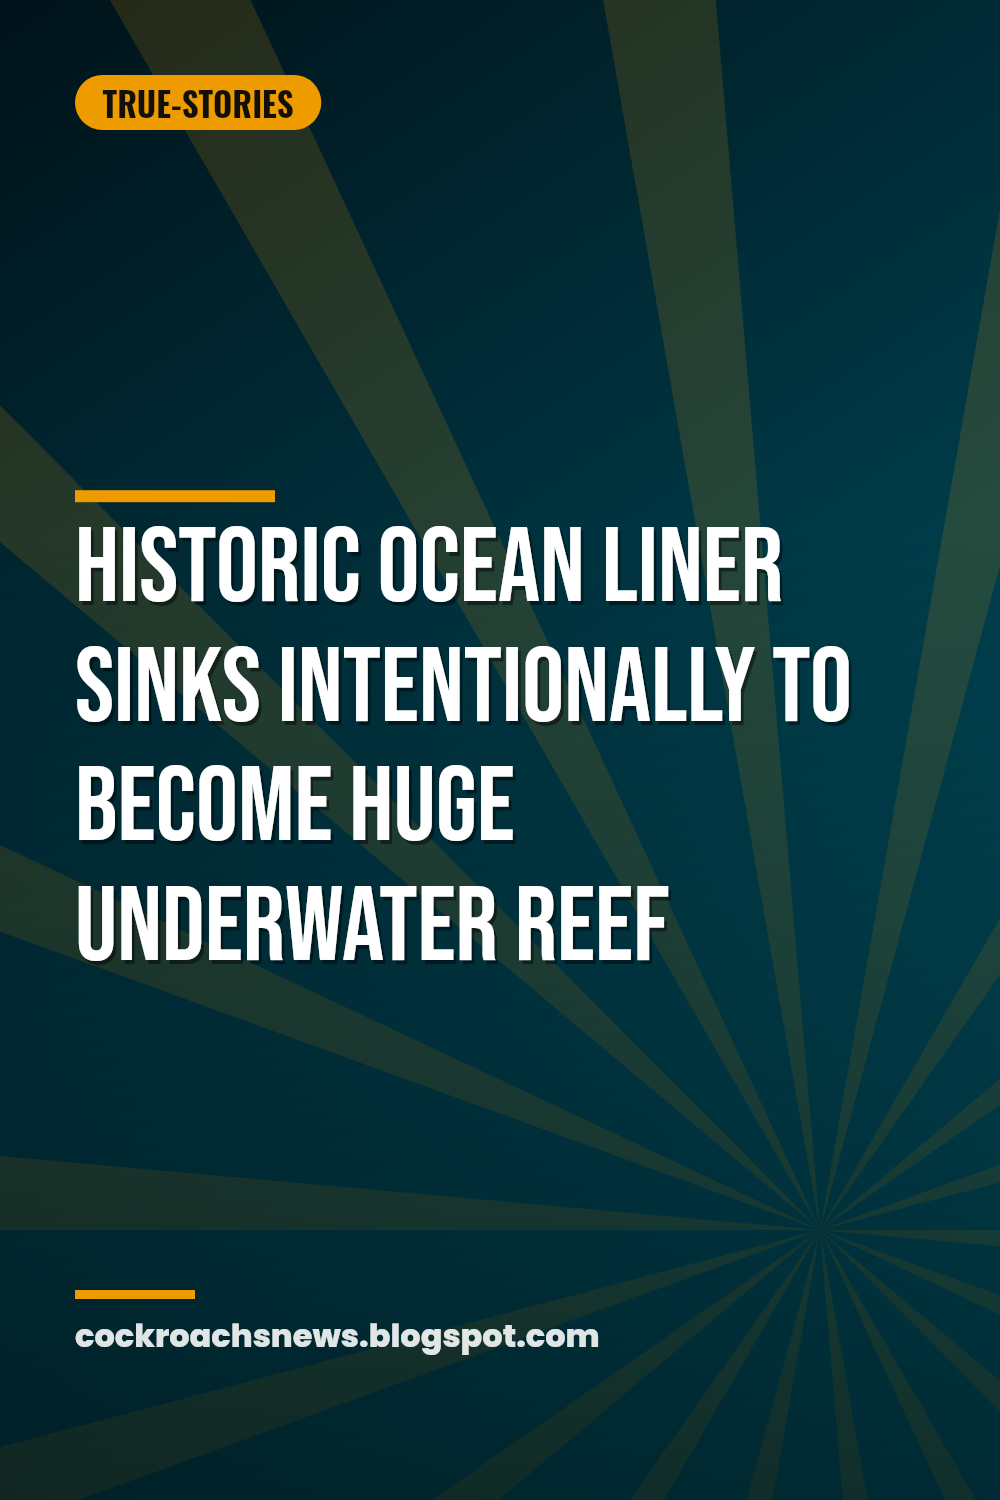 TRUE-STORIES
HISTORIC OCEAN LINER
SINKS INTENTIONALLY TO
BECOME HUGE
UNDERWATER REEF
cockroachsnews.blogspot.com